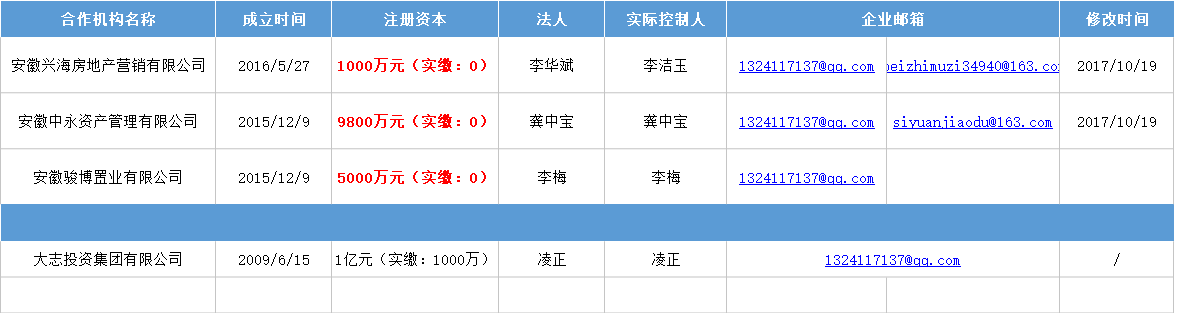 合作机构名称 成立时间 注册资本 法人 实际控制人 企业邮箱 修改时间
安徽兴海房地产营销有限公司 2016/5/27 1000万元（实缴：0） 李华斌 李洁玉 1324117137@qq.com peizhimuzi34940@163.com 2017/10/19
安徽中永资产管理有限公司 2015/12/9 9800万元（实缴：0） 龚中宝 龚中宝 1324117137@qq.com siyuanjiaodu@163.com 2017/10/19
安徽骏博置业有限公司 2015/12/9 5000万元（实缴：0） 李梅 李梅 1324117137@qq.com
大志投资集团有限公司 2009/6/15 1亿元（实缴：1000万） 凌正 凌正 1324117137@qq.com /